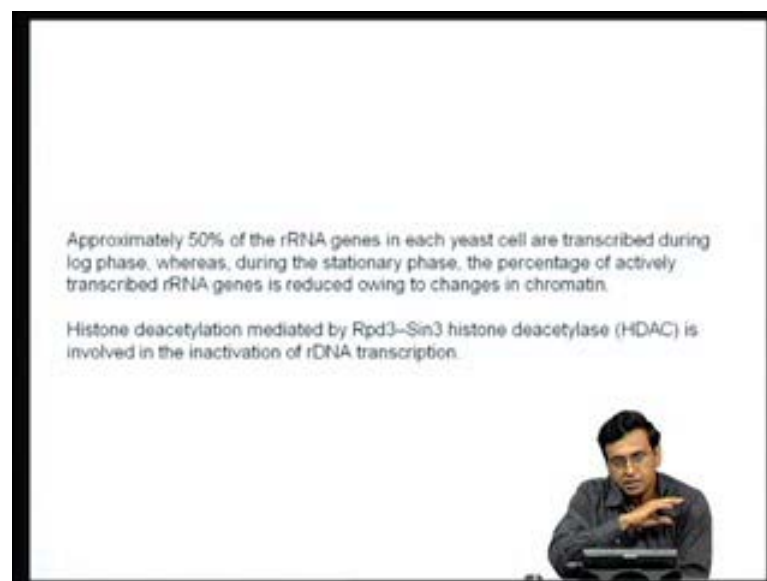 Approximately 50% of the rRNA genes in each yeast cell are transcribed during
log phase, whereas, during the stationary phase, the percentage of actively
transcribed rRNA genes is reduced owing to changes in chromatin.
Histone deacetylation mediated by Rpd3–Sin3 histone deacetylase (HDAC) is
involved in the inactivation of rDNA transcription.